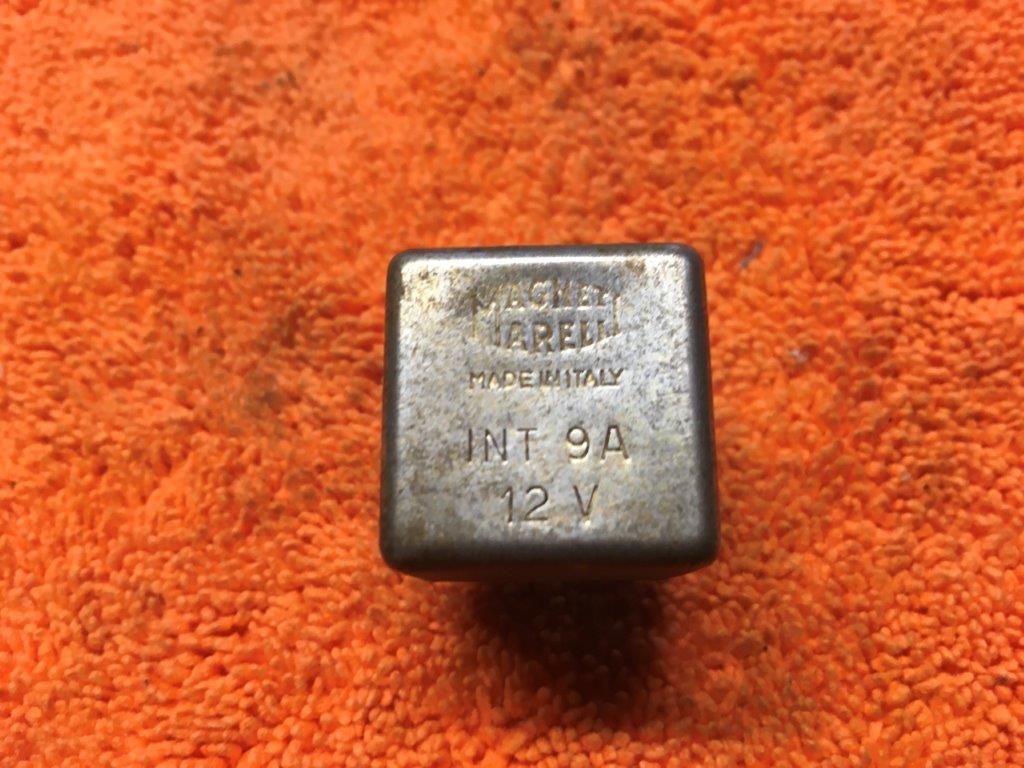 MAGNETI
MARELLI
MADE IN ITALY
INT 9A
12 V